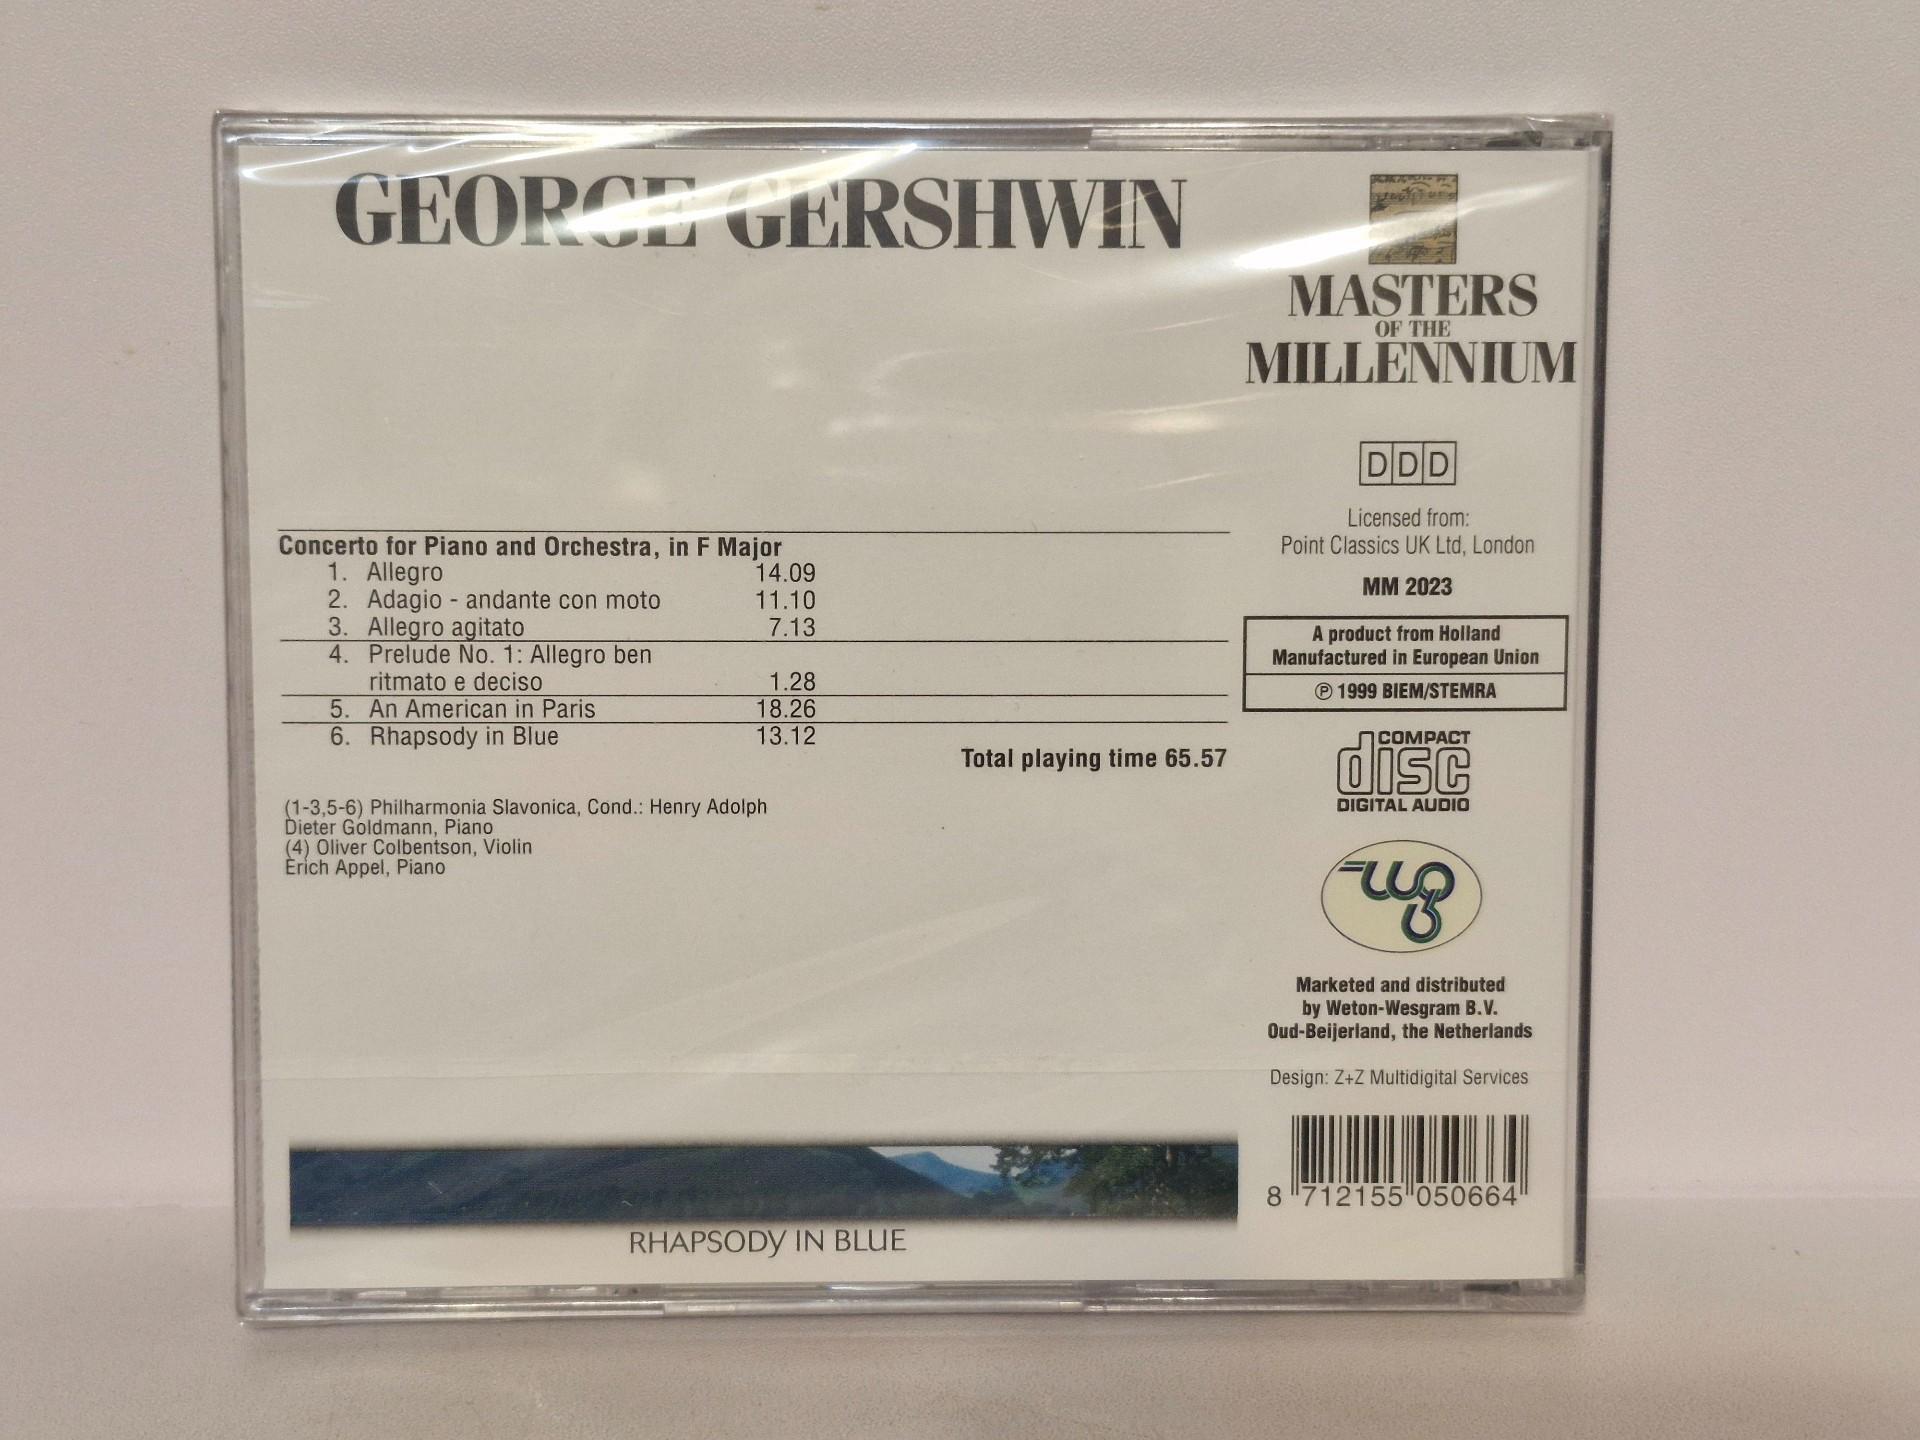 GEORGE GERSHWIN
Concerto for Piano and Orchestra, in F Major
1. Allegro 14.09
2. Adagio - andante con moto 11.10
3. Allegro agitato 7.13
4. Prelude No. 1: Allegro ben
ritmato e deciso 1.28
5. An American in Paris 18.26
6. Rhapsody in Blue 13.12
Total playing time 65.57
(1-3,5-6) Philharmonia Slavonica, Cond.: Henry Adolph
Dieter Goldmann, Piano
(4) Oliver Colbentson, Violin
Erich Appel, Piano
RHAPSODY IN BLUE
MASTERS
OF THE
MILLENNIUM
DDD
Licensed from:
Point Classics UK Ltd, London
MM 2023
A product from Holland
Manufactured in European Union
℗ 1999 BIEM/STEMRA
COMPACT
disc
DIGITAL AUDIO
Marketed and distributed
by Weton-Wesgram B.V.
Oud-Beijerland, the Netherlands
Design: Z+Z Multidigital Services
8 712155 050664